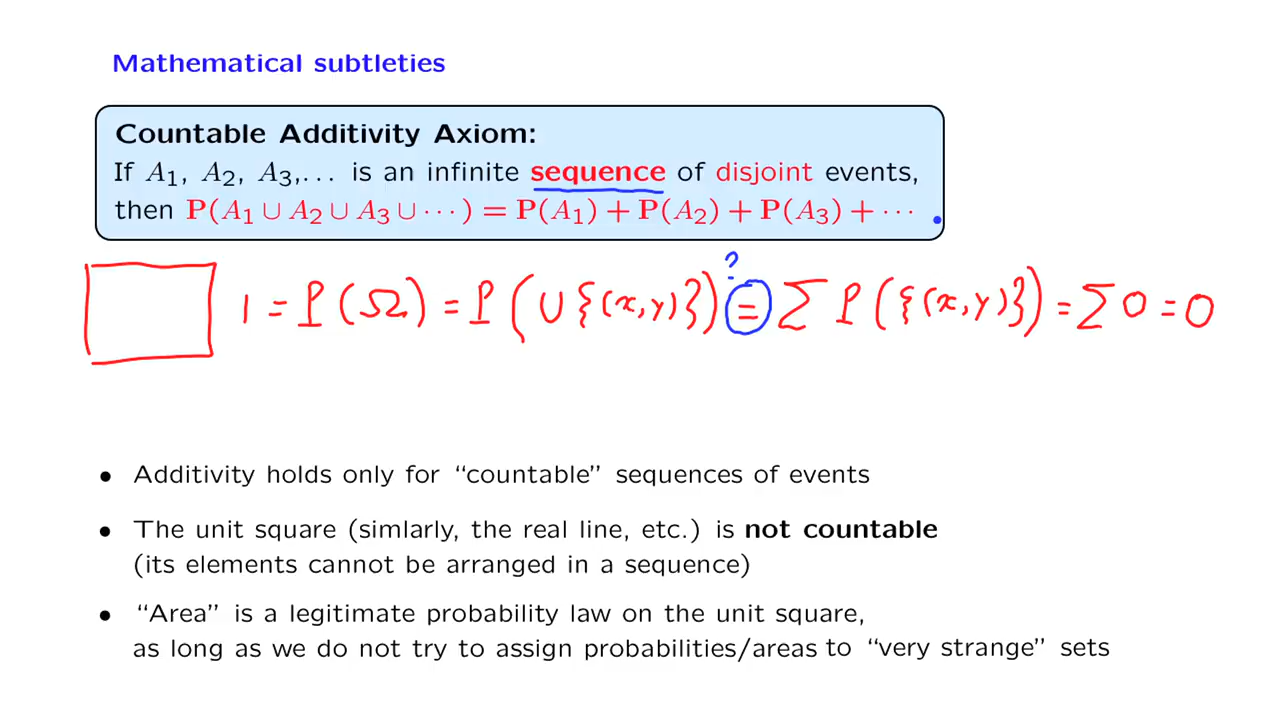 Mathematical subtleties
Countable Additivity Axiom:
If A₁, A₂, A₃,... is an infinite sequence of disjoint events,
then P(A₁ ∪ A₂ ∪ A₃ ∪ ⋯) = P(A₁) + P(A₂) + P(A₃) + ⋯ .
?
1 = P(Ω) = P(∪{(x,y)}) = Σ P({(x,y)}) = Σ 0 = 0
• Additivity holds only for “countable” sequences of events
• The unit square (simlarly, the real line, etc.) is not countable
(its elements cannot be arranged in a sequence)
• “Area” is a legitimate probability law on the unit square,
as long as we do not try to assign probabilities/areas to “very strange” sets